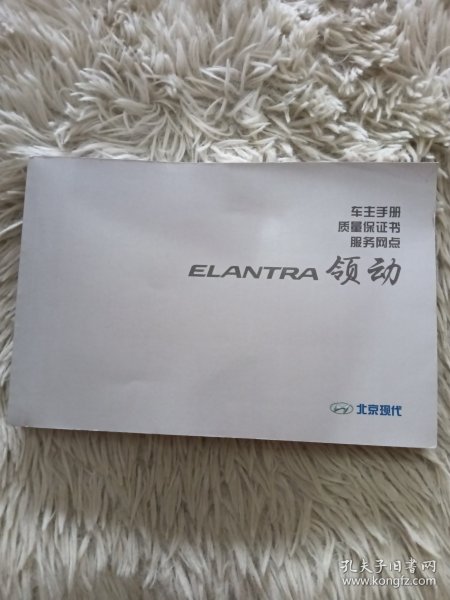 车主手册
质量保证书
服务网点
ELANTRA 领动
北京现代
孔夫子旧书网
www.kongfz.com